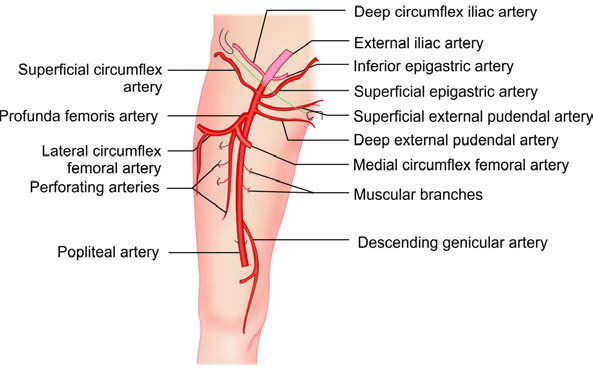 Deep circumflex iliac artery
External iliac artery
Inferior epigastric artery
Superficial circumflex
artery
Superficial epigastric artery
Profunda femoris artery
Superficial external pudendal artery
Deep external pudendal artery
Lateral circumflex
femoral artery
Medial circumflex femoral artery
Perforating arteries
Muscular branches
Descending genicular artery
Popliteal artery